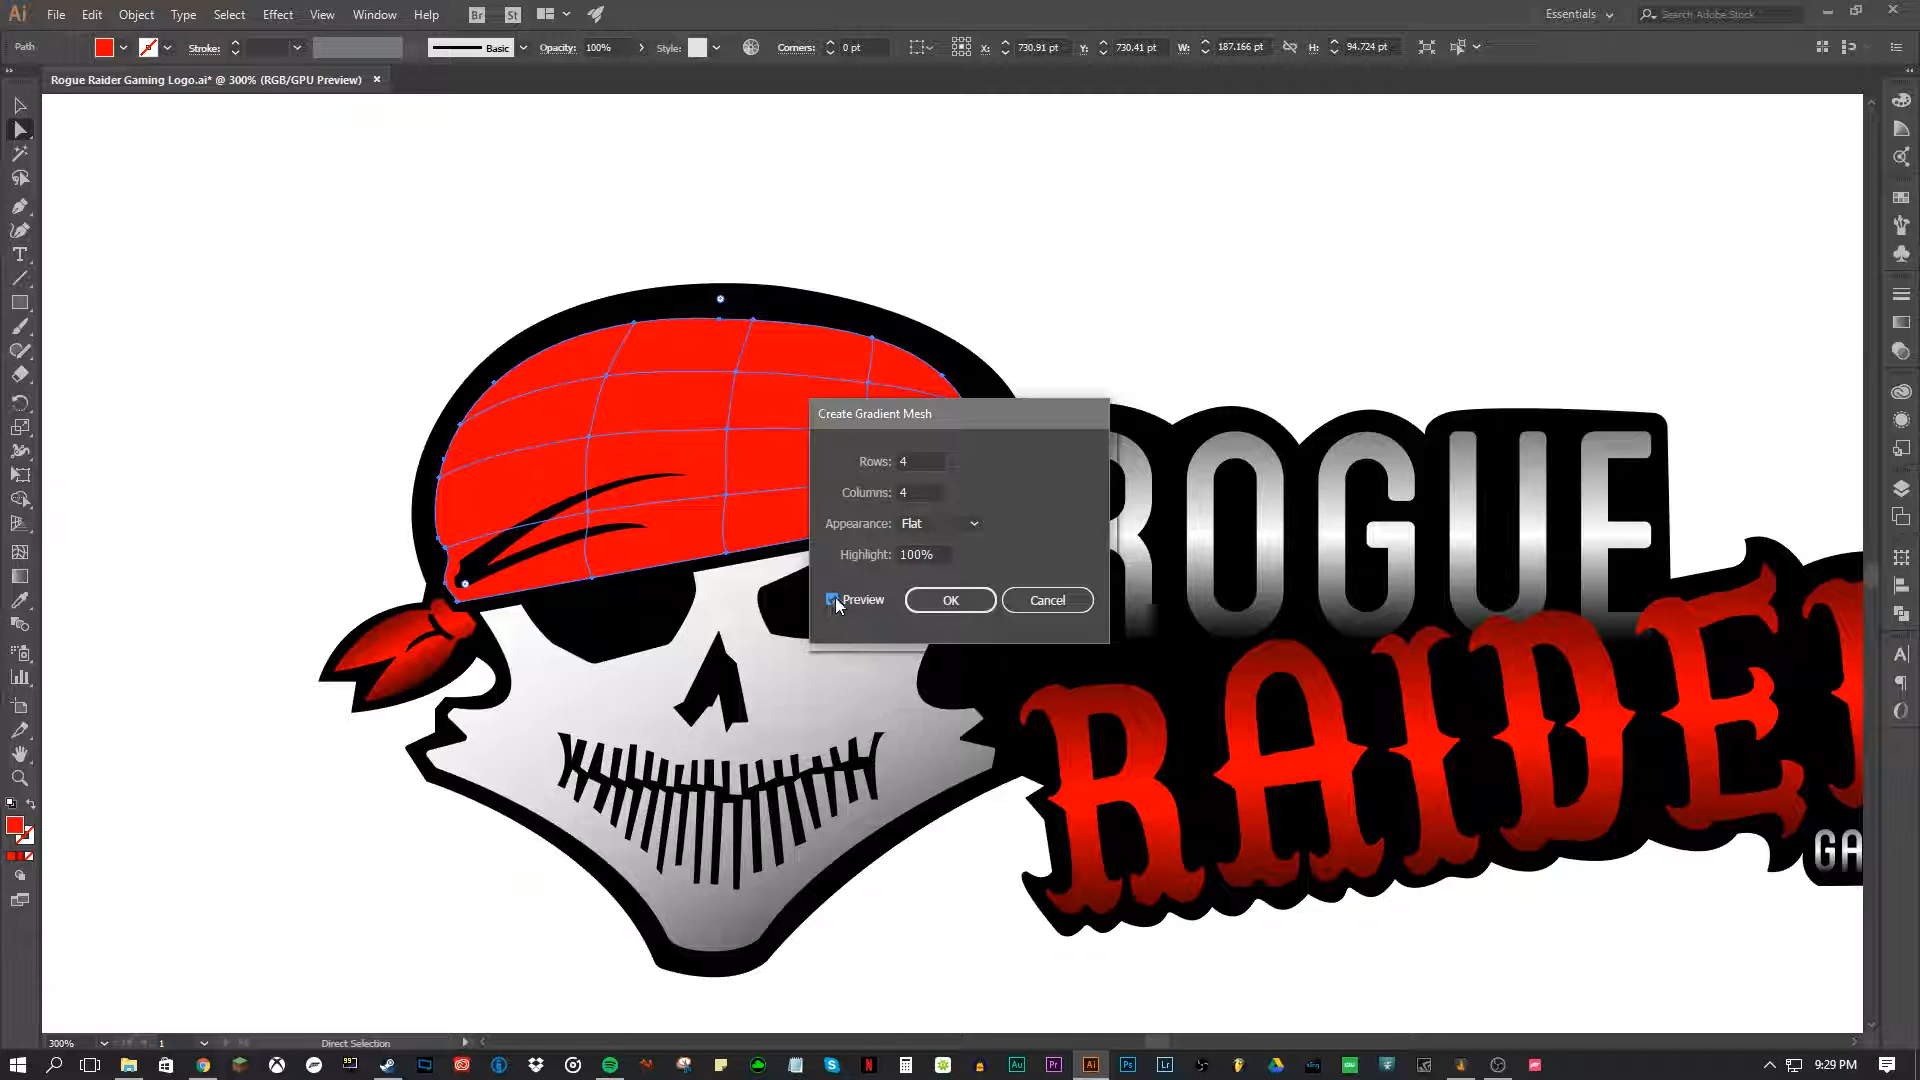 Ai File Edit Object Type Select Effect View Window Help Br St Essentials Search Adobe Stock
Path Stroke: Basic Opacity: 100% Style: Corners: 0 pt X: 730.91 pt Y: 730.41 pt W: 187.166 pt H: 94.724 pt
Rogue Raider Gaming Logo.ai* @ 300% (RGB/GPU Preview)
Create Gradient Mesh
Rows: 4
Columns: 4
Appearance: Flat
Highlight: 100%
Preview OK Cancel
ROGUE
RAIDE
GA
300% 1 Direct Selection
9:29 PM